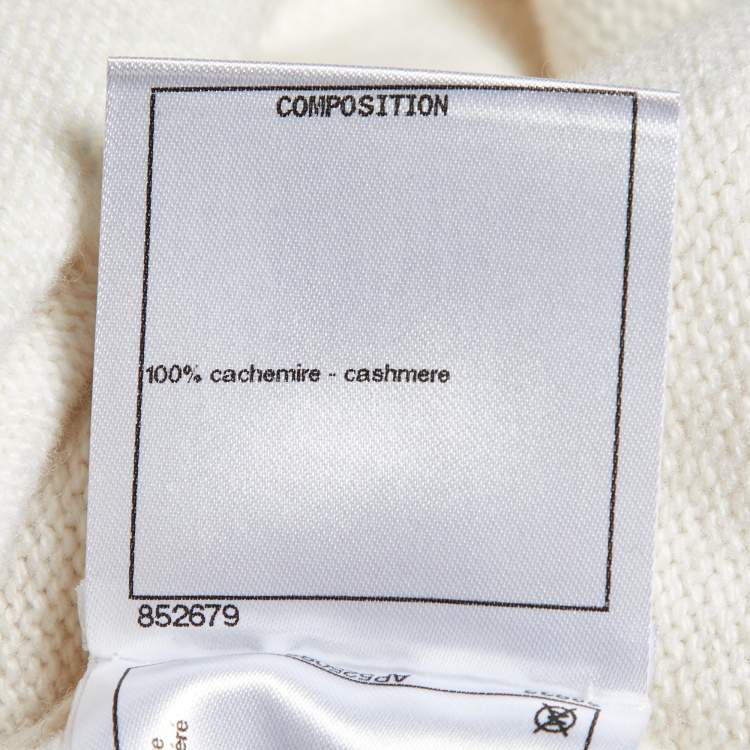 COMPOSITION
100% cachemire - cashmere
852679